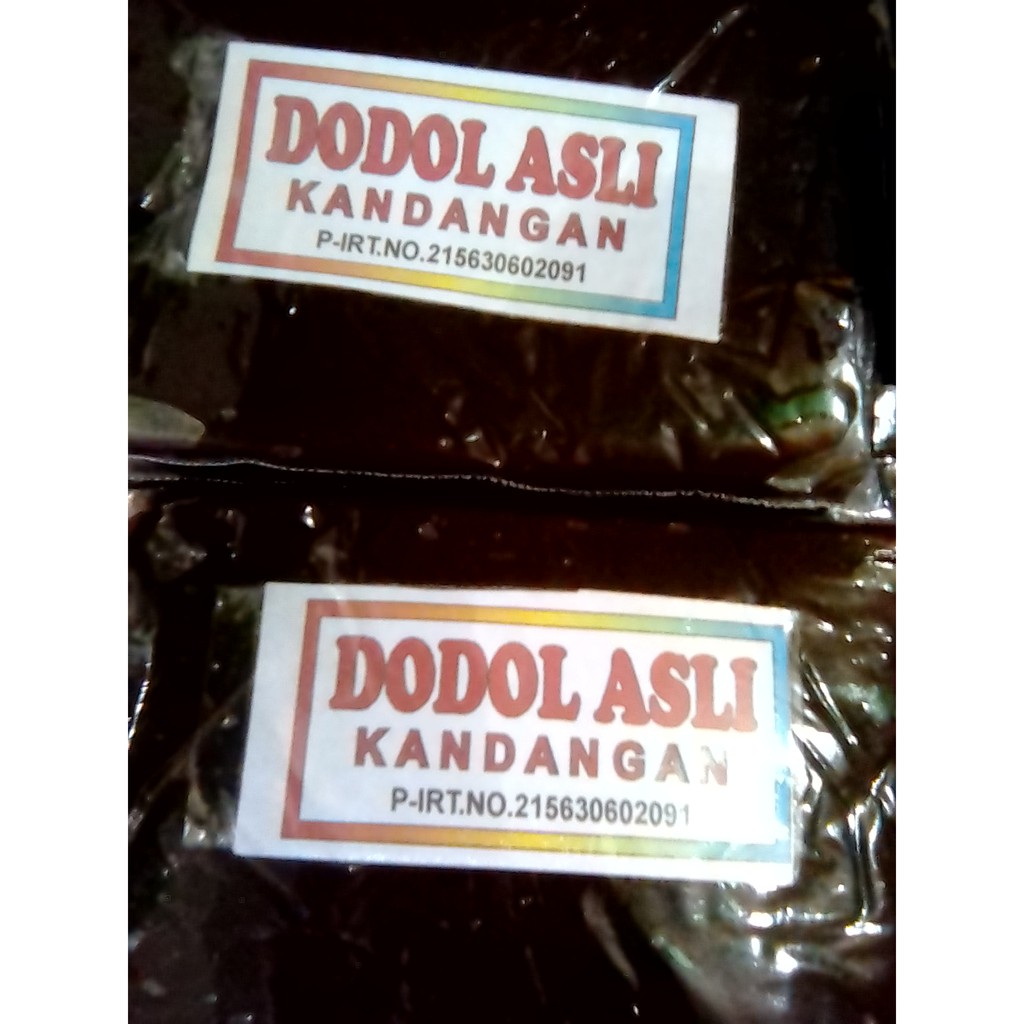 DODOL ASLI
KANDANGAN
P-IRT.NO.215630602091
DODOL ASLI
KANDANGAN
P-IRT.NO.215630602091